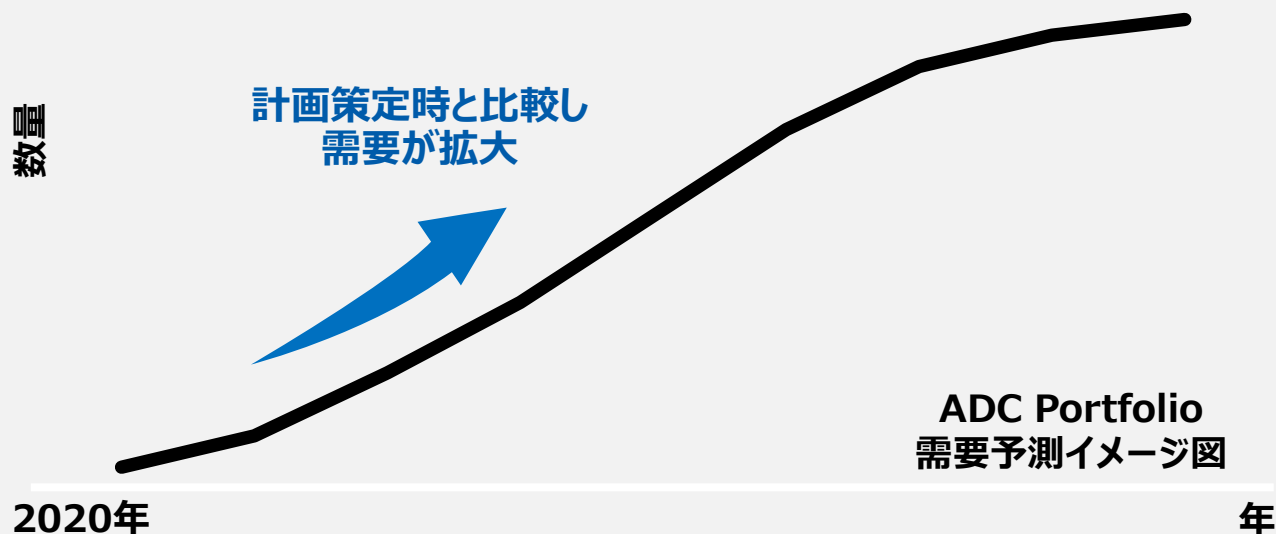 数量
計画策定時と比較し
需要が拡大
ADC Portfolio
需要予測イメージ図
2020年
年